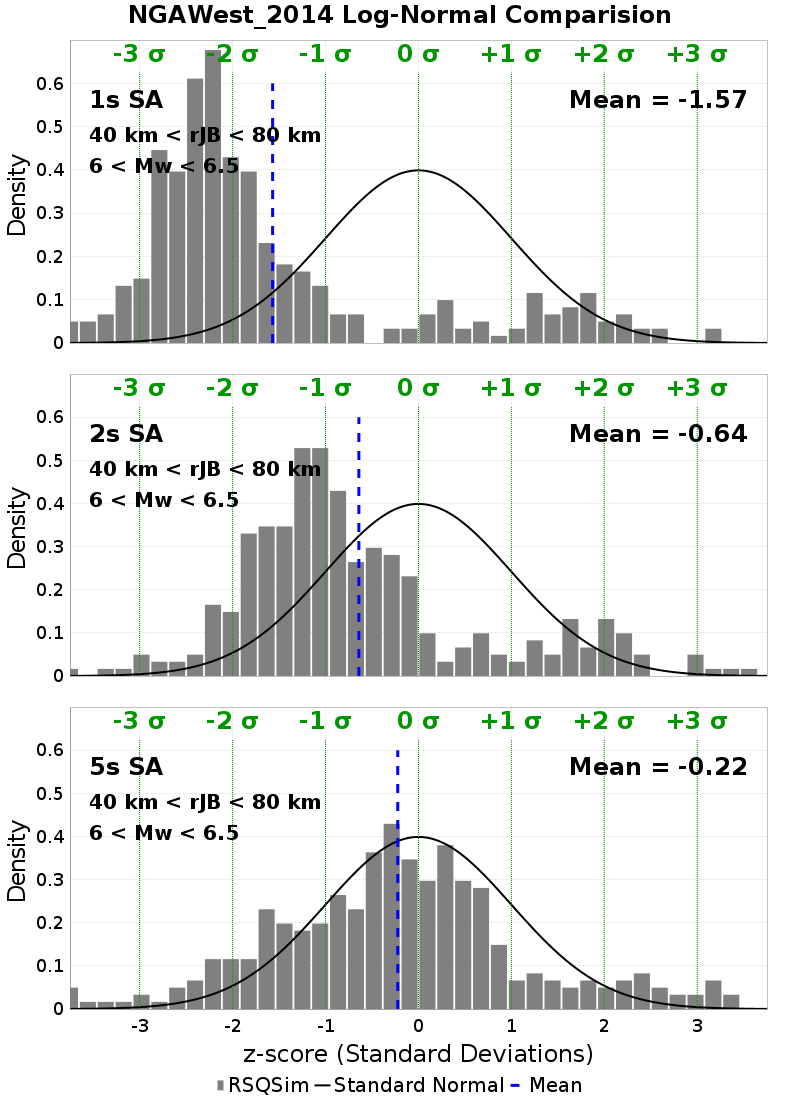 NGAWest_2014 Log-Normal Comparision
-3 σ -2 σ -1 σ 0 σ +1 σ +2 σ +3 σ
1s SA Mean = -1.57
40 km < rJB < 80 km
6 < Mw < 6.5
Density
0.6
0.5
0.4
0.3
0.2
0.1
0
-3 σ -2 σ -1 σ 0 σ +1 σ +2 σ +3 σ
2s SA Mean = -0.64
40 km < rJB < 80 km
6 < Mw < 6.5
Density
0.6
0.5
0.4
0.3
0.2
0.1
0
-3 σ -2 σ -1 σ 0 σ +1 σ +2 σ +3 σ
5s SA Mean = -0.22
40 km < rJB < 80 km
6 < Mw < 6.5
Density
0.6
0.5
0.4
0.3
0.2
0.1
0
-3 -2 -1 0 1 2 3
z-score (Standard Deviations)
RSQSim Standard Normal Mean